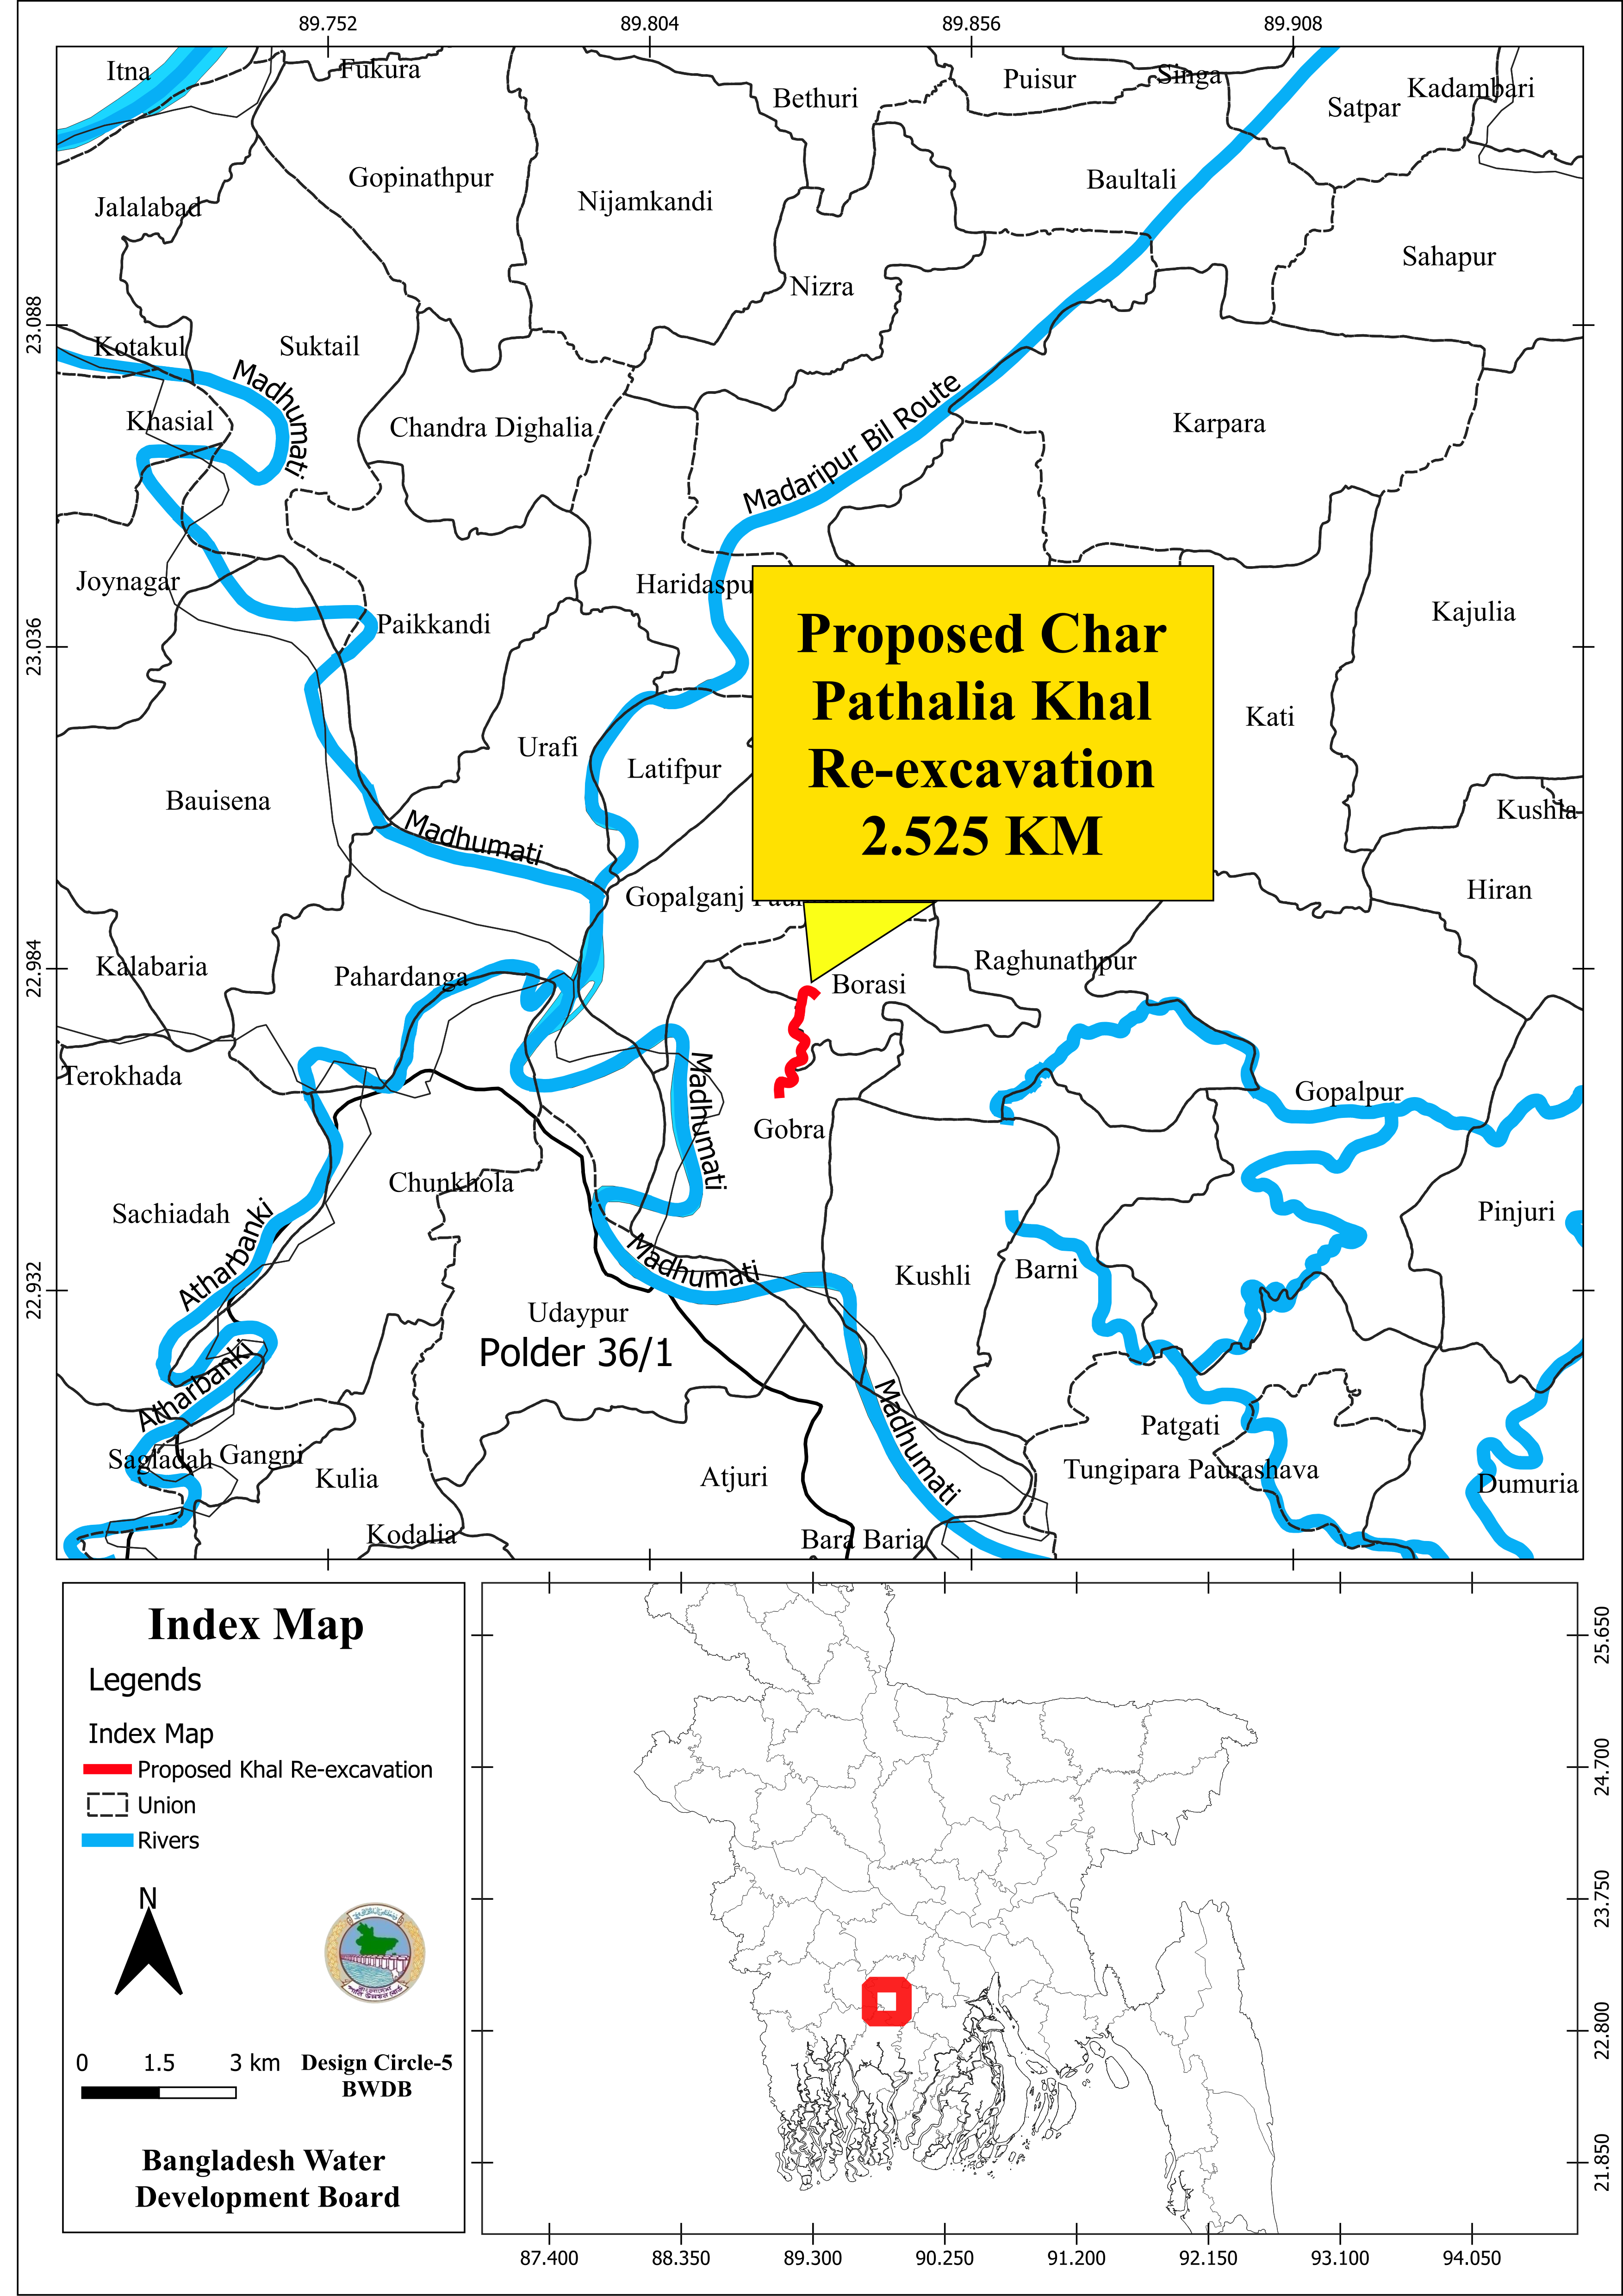 89.752 89.804 89.856 89.908
Itna
Fukura
Bethuri
Puisur
Singa
Satpar
Kadambari
Jalalabad
Gopinathpur
Nijamkandi
Baultali
Sahapur
Nizra
23.088
Kotakul
Suktail
Madhumati
Khasial
Chandra Dighalia
Madaripur Bil Route
Karpara
Joynagar
Haridaspu
Paikkandi
Kajulia
23.036
Proposed Char
Pathalia Khal
Re-excavation
2.525 KM
Urafi
Latifpur
Kati
Bauisena
Madhumati
Kushla
Gopalganj
Hiran
22.984
Kalabaria
Pahardanga
Borasi
Raghunathpur
Terokhada
Madhumati
Gopalpur
Gobra
Chunkhola
Sachiadah
Atharbanki
Pinjuri
Madhumati
Kushli
Barni
22.932
Udaypur
Polder 36/1
Atharbanki
Madhumati
Patgati
Sagladah
Gangni
Kulia
Atjuri
Tungipara Paurashava
Dumuria
Kodalia
Bara Baria
Index Map
Legends
Index Map
Proposed Khal Re-excavation
Union
Rivers
N
0 1.5 3 km
Design Circle-5
BWDB
Bangladesh Water
Development Board
25.650
24.700
23.750
22.800
21.850
87.400 88.350 89.300 90.250 91.200 92.150 93.100 94.050